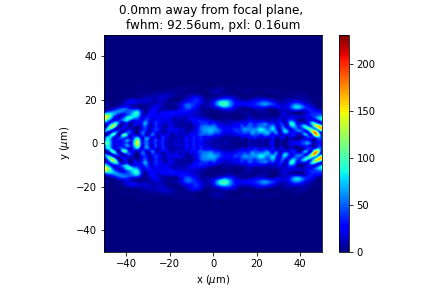 0.0mm away from focal plane,
fwhm: 92.56um, pxl: 0.16um
40
20
0
−20
−40
y (μm)
−40 −20 0 20 40
x (μm)
200
150
100
50
0